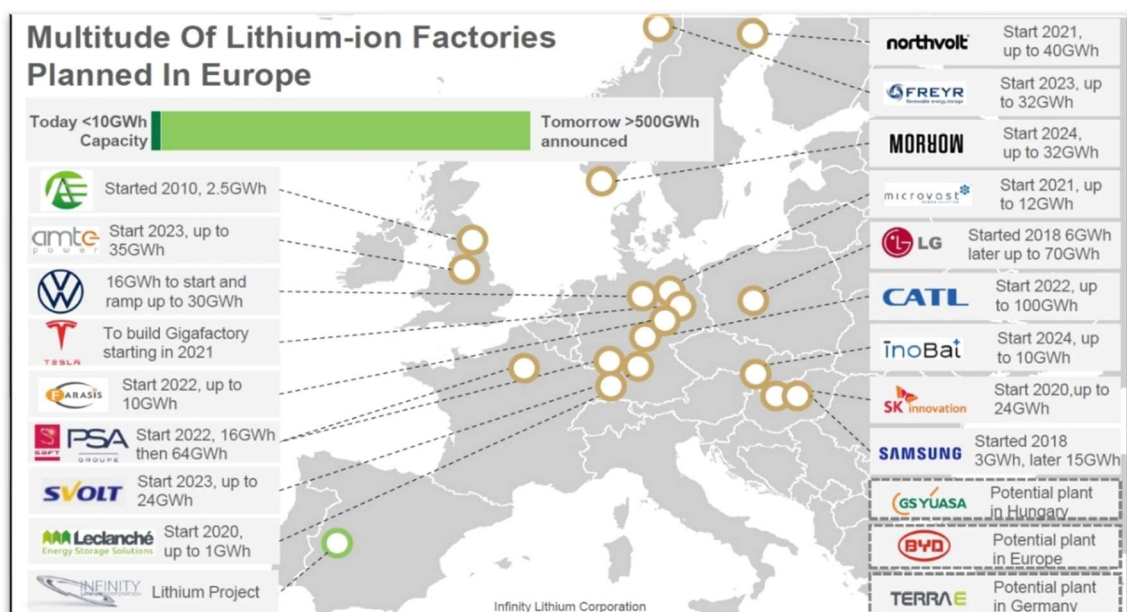 Multitude Of Lithium-ion Factories
Planned In Europe
Today <10GWh
Capacity
Tomorrow >500GWh
announced
AE
Started 2010, 2.5GWh
amte
power
Start 2023, up to
35GWh
VW
16GWh to start and
ramp up to 30GWh
TESLA
To build Gigafactory
starting in 2021
FARASIS
Start 2022, up to
10GWh
SAFT
PSA
GROUPE
Start 2022, 16GWh
then 64GWh
SVOLT
Start 2023, up to
24GWh
Leclanché
Energy Storage Solutions
Start 2020,
up to 1GWh
INFINITY
LITHIUM CORPORATION
Lithium Project
northvolt
Start 2021,
up to 40GWh
FREYR
Renewable energy storage
Start 2023, up
to 32GWh
MORROW
Start 2024,
up to 32GWh
microvast
Start 2021, up
to 12GWh
LG
Started 2018 6GWh
later up to 70GWh
CATL
Start 2022, up
to 100GWh
inoBat
Start 2024, up
to 10GWh
SK innovation
Start 2020,up to
24GWh
SAMSUNG
Started 2018
3GWh, later 15GWh
GS YUASA
Potential plant
in Hungary
BYD
Potential plant
in Europe
TERRA E
Potential plant
in Germany
Infinity Lithium Corporation